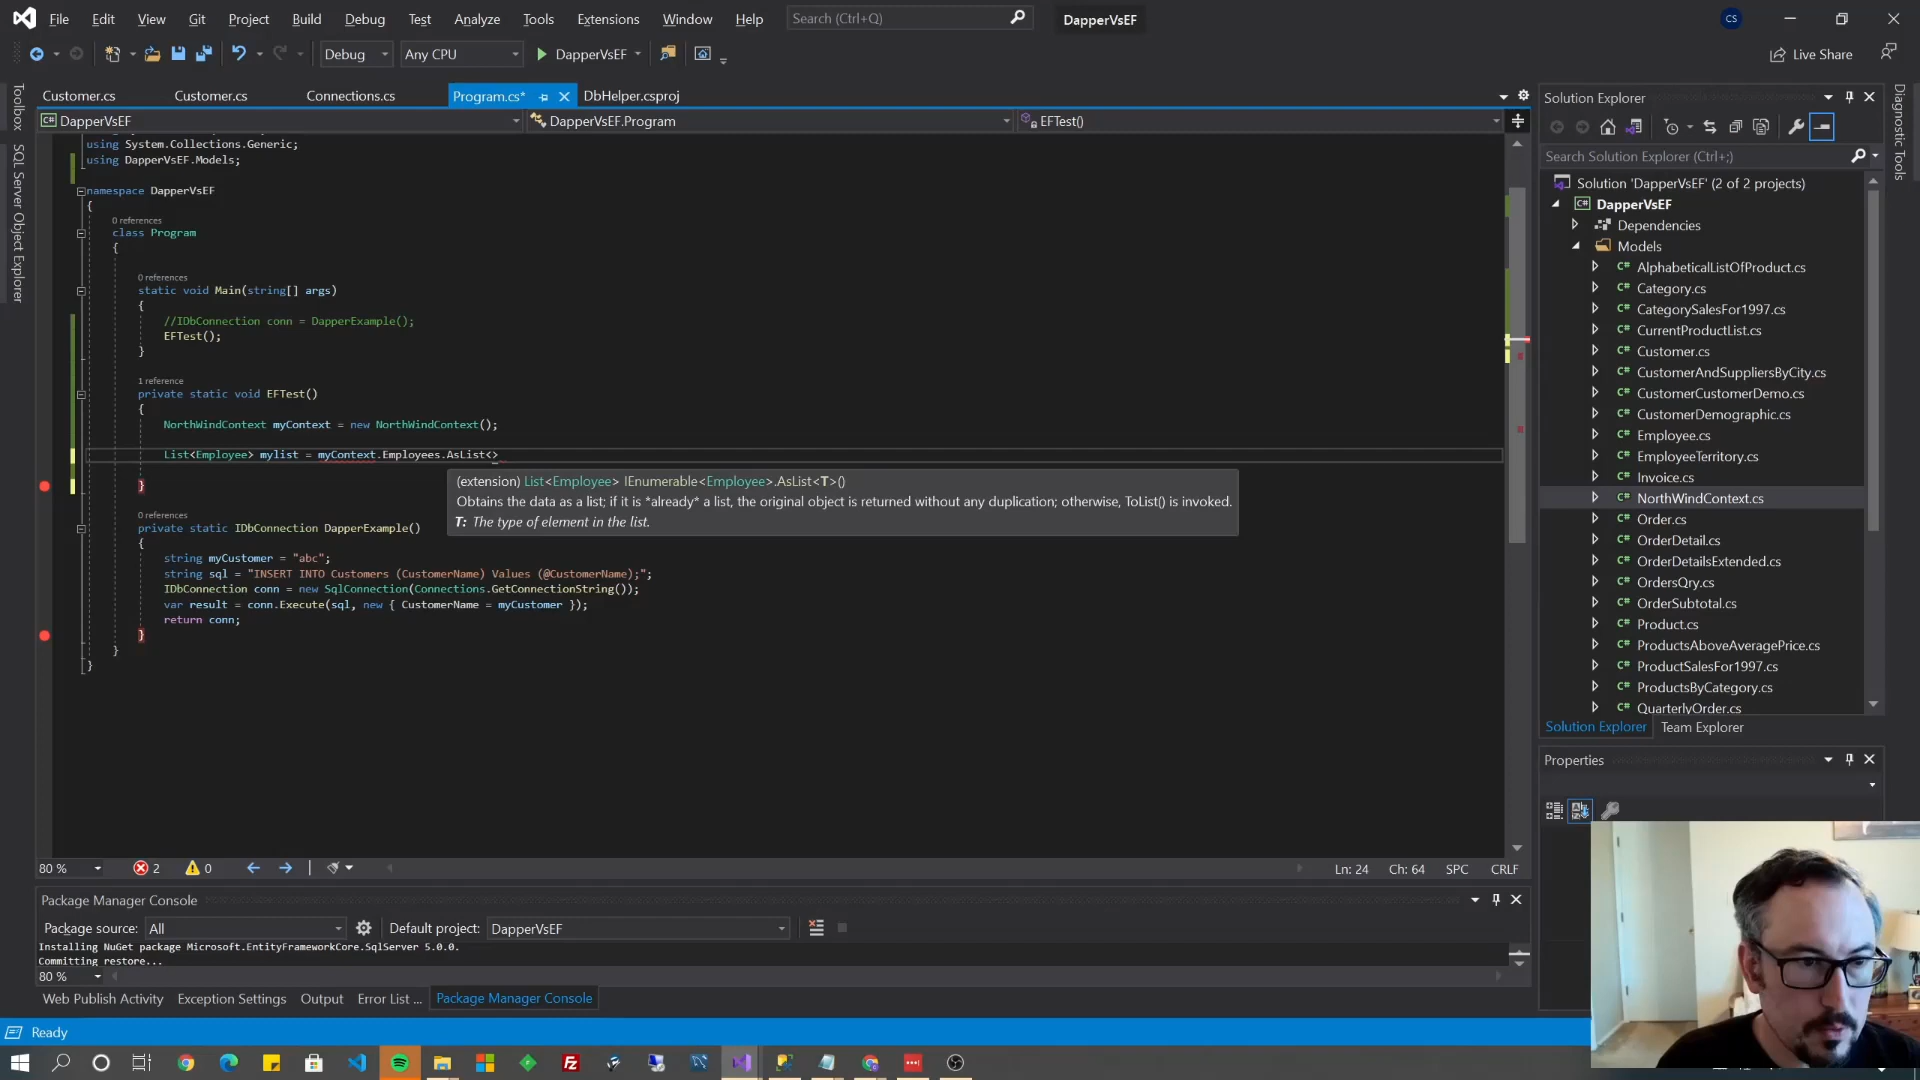 File Edit View Git Project Build Debug Test Analyze Tools Extensions Window Help Search (Ctrl+Q) DapperVsEF CS
Debug Any CPU DapperVsEF Live Share
Customer.cs Customer.cs Connections.cs Program.cs* DbHelper.csproj
DapperVsEF DapperVsEF.Program EFTest()
Toolbox
SQL Server Object Explorer
using System.Collections.Generic;
using DapperVsEF.Models;
namespace DapperVsEF
{
0 references
class Program
{
0 references
static void Main(string[] args)
{
//IDbConnection conn = DapperExample();
EFTest();
}
1 reference
private static void EFTest()
{
NorthWindContext myContext = new NorthWindContext();
List<Employee> mylist = myContext.Employees.AsList<>
(extension) List<Employee> IEnumerable<Employee>.AsList<T>()
Obtains the data as a list; if it is *already* a list, the original object is returned without any duplication; otherwise, ToList() is invoked.
T: The type of element in the list.
}
0 references
private static IDbConnection DapperExample()
{
string myCustomer = "abc";
string sql = "INSERT INTO Customers (CustomerName) Values (@CustomerName);";
IDbConnection conn = new SqlConnection(Connections.GetConnectionString());
var result = conn.Execute(sql, new { CustomerName = myCustomer });
return conn;
}
}
}
80 % 2 0 Ln: 24 Ch: 64 SPC CRLF
Package Manager Console
Package source: All Default project: DapperVsEF
Installing NuGet package Microsoft.EntityFrameworkCore.SqlServer 5.0.0.
Committing restore...
80 %
Web Publish Activity Exception Settings Output Error List ... Package Manager Console
Ready
Solution Explorer
Search Solution Explorer (Ctrl+;)
Solution 'DapperVsEF' (2 of 2 projects)
DapperVsEF
Dependencies
Models
AlphabeticalListOfProduct.cs
Category.cs
CategorySalesFor1997.cs
CurrentProductList.cs
Customer.cs
CustomerAndSuppliersByCity.cs
CustomerCustomerDemo.cs
CustomerDemographic.cs
Employee.cs
EmployeeTerritory.cs
Invoice.cs
NorthWindContext.cs
Order.cs
OrderDetail.cs
OrderDetailsExtended.cs
OrdersQry.cs
OrderSubtotal.cs
Product.cs
ProductsAboveAveragePrice.cs
ProductSalesFor1997.cs
ProductsByCategory.cs
QuarterlyOrder.cs
Solution Explorer Team Explorer
Properties
Diagnostic Tools